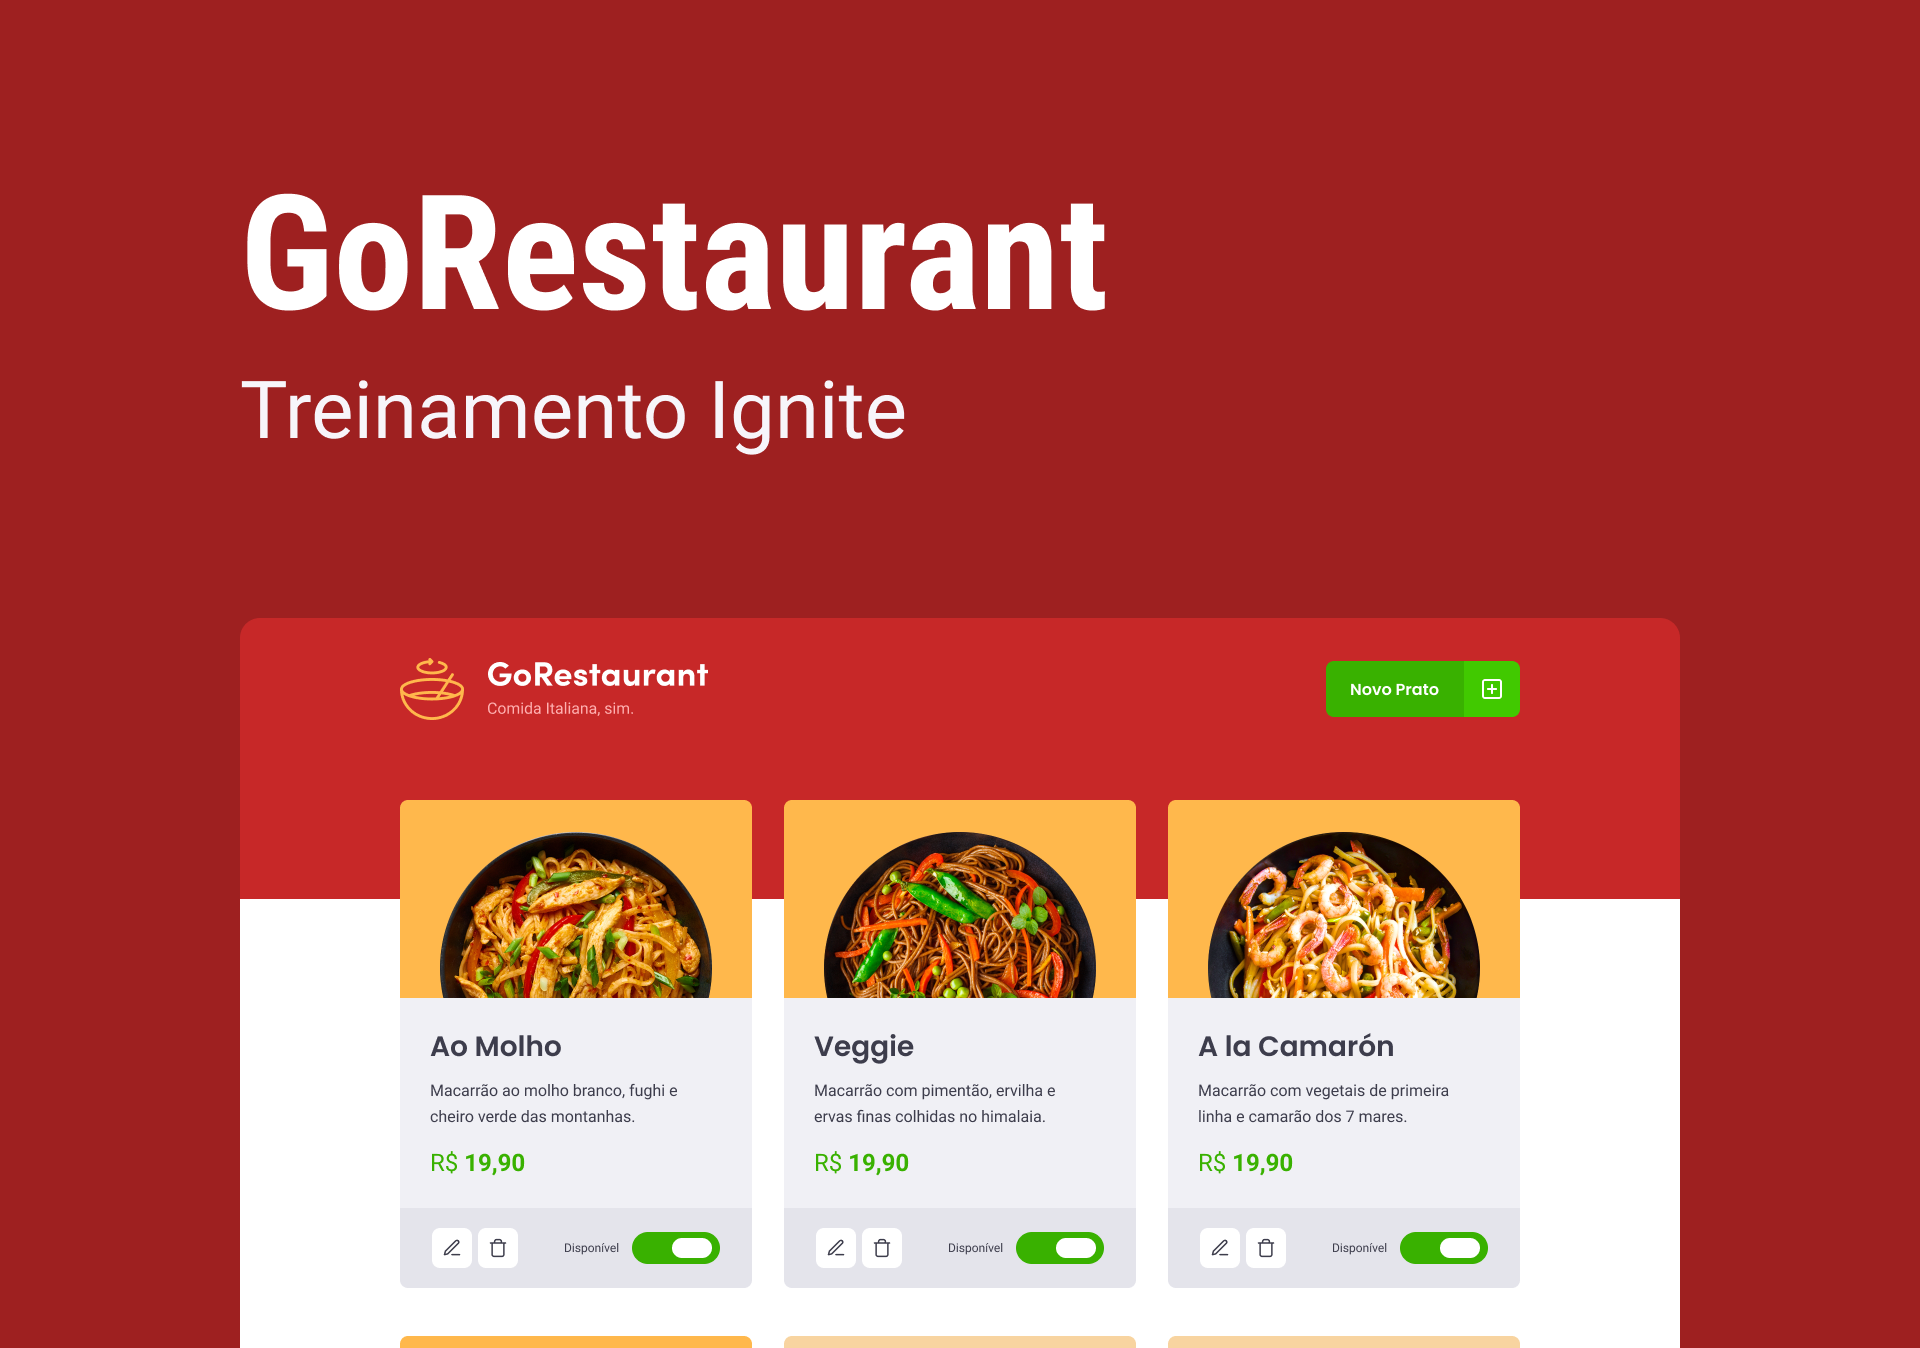 GoRestaurant
Treinamento Ignite
GoRestaurant
Comida Italiana, sim.
Novo Prato
Ao Molho
Macarrão ao molho branco, fughi e
cheiro verde das montanhas.
R$ 19,90
Disponível
Veggie
Macarrão com pimentão, ervilha e
ervas finas colhidas no himalaia.
R$ 19,90
Disponível
A la Camarón
Macarrão com vegetais de primeira
linha e camarão dos 7 mares.
R$ 19,90
Disponível